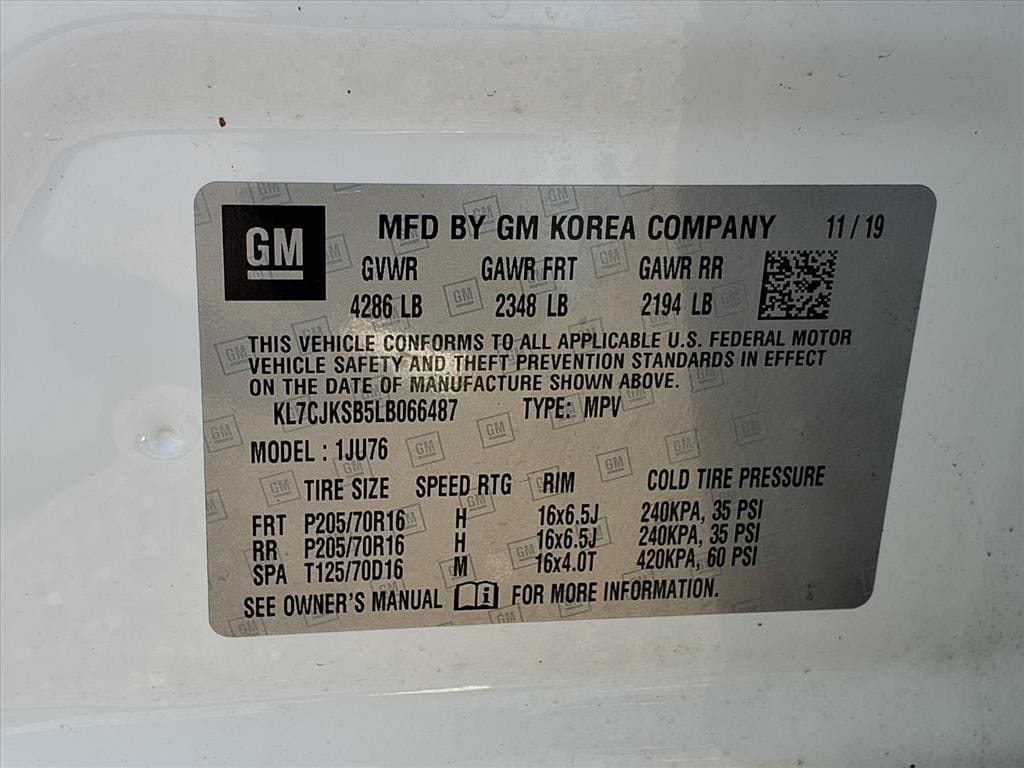 GM
MFD BY GM KOREA COMPANY 11 / 19
GVWR GAWR FRT GAWR RR
4286 LB 2348 LB 2194 LB
THIS VEHICLE CONFORMS TO ALL APPLICABLE U.S. FEDERAL MOTOR
VEHICLE SAFETY AND THEFT PREVENTION STANDARDS IN EFFECT
ON THE DATE OF MANUFACTURE SHOWN ABOVE.
KL7CJKSB5LB066487 TYPE: MPV
MODEL : 1JU76
TIRE SIZE SPEED RTG RIM COLD TIRE PRESSURE
FRT P205/70R16 H 16x6.5J 240KPA, 35 PSI
RR P205/70R16 H 16x6.5J 240KPA, 35 PSI
SPA T125/70D16 M 16x4.0T 420KPA, 60 PSI
SEE OWNER'S MANUAL i FOR MORE INFORMATION.